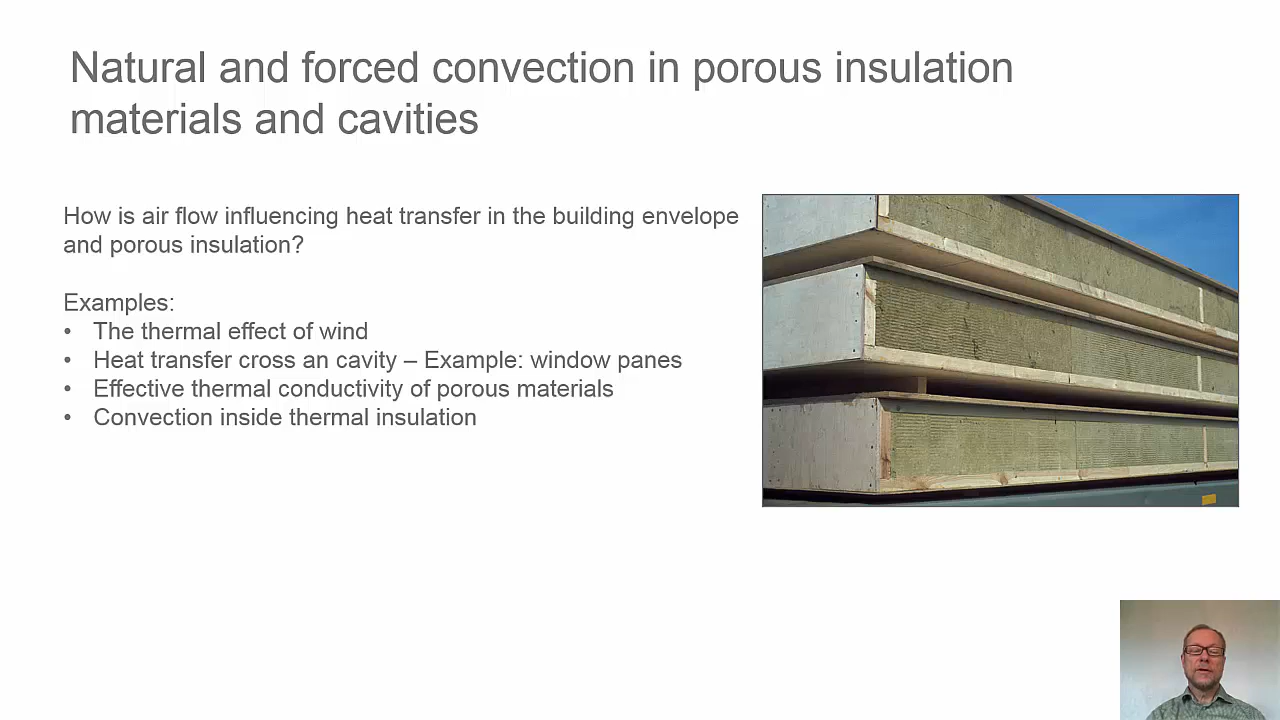 Natural and forced convection in porous insulation
materials and cavities
How is air flow influencing heat transfer in the building envelope
and porous insulation?
Examples:
• The thermal effect of wind
• Heat transfer cross an cavity – Example: window panes
• Effective thermal conductivity of porous materials
• Convection inside thermal insulation